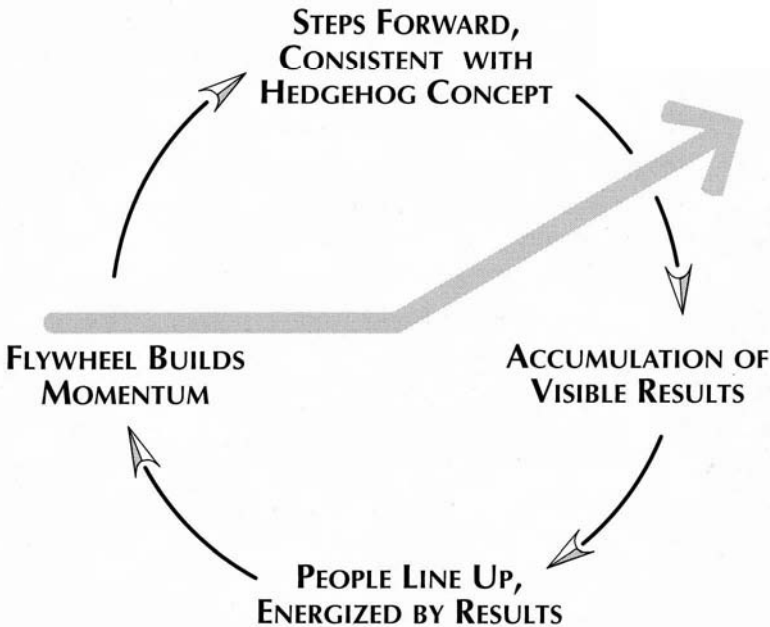 STEPS FORWARD,
CONSISTENT WITH
HEDGEHOG CONCEPT
ACCUMULATION OF
VISIBLE RESULTS
PEOPLE LINE UP,
ENERGIZED BY RESULTS
FLYWHEEL BUILDS
MOMENTUM